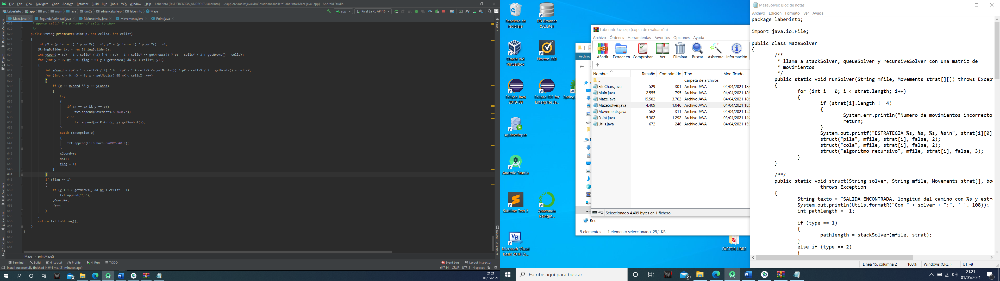 File Edit View Navigate Code Analyze Refactor Build Run Tools VCS Window Help Laberinto [D:\EJERCICIOS_ANDROID\Laberinto] - ...\app\src\main\java\dm2e\adriancaballero\laberinto\Maze.java [app] - Android Studio
Laberinto app src main java dm2e adriancaballero laberinto Maze
app Pixel 3a XL API 16
Maze.java SegundaActividad.java MainActivity.java Movements.java Point.java
618 * @param cellsY The y number of cells to show
619 */
620 public String printMaze(Point p, int cellsX, int cellsY)
621 {
622 int pX = (p != null) ? p.getX() : -1, pY = (p != null) ? p.getY() : -1;
623 StringBuilder txt = new StringBuilder();
624 int yCoord = (pY - 1 < cellsY / 2) ? 0 : (pY - 1 + cellsY <= getNrows()) ? pY - cellsY / 2 : getNrows() - cellsY;
625 for (int y = 0, nY = 0, flag = 0; y < getNrows() && nY < cellsY; y++)
626 {
627 int xCoord = (pX - 1 < cellsX / 2) ? 0 : (pX - 1 + cellsX <= getNcols()) ? pX - cellsX / 2 : getNcols() - cellsX;
628 for (int x = 0, nX = 0; x < getNcols() && nX < cellsX; x++)
629 {
630 if (x == xCoord && y == yCoord)
631 {
632 try
633 {
634 if (x == pX && y == pY)
635 txt.append(Movements.ACTUAL.c);
636 else
637 txt.append(getPoint(x, y).getSymbol());
638 }
639 catch (Exception e)
640 {
641 txt.append(FileChars.ERRORCHAR.c);
642 }
643 xCoord++;
644 nX++;
645 flag = 1;
646 }
647 }
648 if (flag == 1)
649 {
650 if (y + 1 < getNrows() && nY < cellsY - 1)
651 txt.append("\n");
652 yCoord++;
653 nY++;
654 }
655 }
656 return txt.toString();
657 }
658 }
659
660
661
Resource Manager
1: Project
Build Variants
2: Favorites
7: Structure
Gradle
Device File Explorer
Maze printMaze()
Terminal Build 6: Logcat Profiler 4: Run TODO Event Log Layout Inspector
Install successfully finished in 944 ms. (21 minutes ago) 647:14 CRLF UTF-8 4 spaces
2
21:21
01/05/2021
Papelera de reciclaje
DB Browser (SQLite)
Oracle VM VirtualBox
Norton 360
Eclipse Java 2019-09
Eclipse IDE for Enterprise Ja...
Spring
sqldeveloper
Android Studio
Sublime Text 3
Anaconda Navigat...
Microsoft Visual Basic 2010 Ex...
FACTOR LIBRE
Archivo
Red
5 elementos 1 elemento seleccionado 25,1 KB
LaberintoJava.zip (copia de evaluación)
Archivo Órdenes Herramientas Favoritos Opciones Ayuda
Añadir Extraer en Comprobar Ver Eliminar Buscar Asistente Información
Nombre Tamaño Comprimido Tipo Modificado
.. Carpeta de archivos
FileChars.java 529 301 Archivo JAVA 04/04/2021 18:4
Main.java 2.555 795 Archivo JAVA 04/04/2021 18:5
Maze.java 15.582 3.702 Archivo JAVA 04/04/2021 18:5
MazeSolver.java 4.409 1.046 Archivo JAVA 04/04/2021 18:5
Movements.java 562 311 Archivo JAVA 04/04/2021 15:3
Point.java 5.302 1.292 Archivo JAVA 03/04/2021 14:2
Utils.java 672 246 Archivo JAVA 04/04/2021 15:3
Seleccionado 4.409 bytes en 1 fichero
MazeSolver: Bloc de notas
Archivo Edición Formato Ver Ayuda
package laberinto;
import java.io.File;
public class MazeSolver
{
/**
* llama a stackSolver, queueSolver y recursiveSolver con una matriz de
* movimientos
*/
public static void runSolver(String mfile, Movements strat[][]) throws Except
{
for (int i = 0; i < strat.length; i++)
{
if (strat[i].length != 4)
{
System.err.println("Numero de movimientos incorrecto
return;
}
System.out.printf("ESTRATEGIA %s, %s, %s, %s\n", strat[i][0],
struct("pila", mfile, strat[i], false, 2);
struct("cola", mfile, strat[i], false, 2);
struct("algoritmo recursivo", mfile, strat[i], false, 3);
}
}
/**/
public static void struct(String solver, String mfile, Movements strat[], boo
throws Exception
{
String texto = "SALIDA ENCONTRADA, longitud del camino con %s y estra
System.out.println(Utils.formatR("Con " + solver + ":", '-', 108));
int pathlength = -1;
if (type == 1)
{
pathlength = stackSolver(mfile, strat);
}
else if (type == 2)
{
Línea 15, columna 2 100% Windows (CRLF) UTF-8
Escribe aquí para buscar
2
21:21
01/05/2021
1